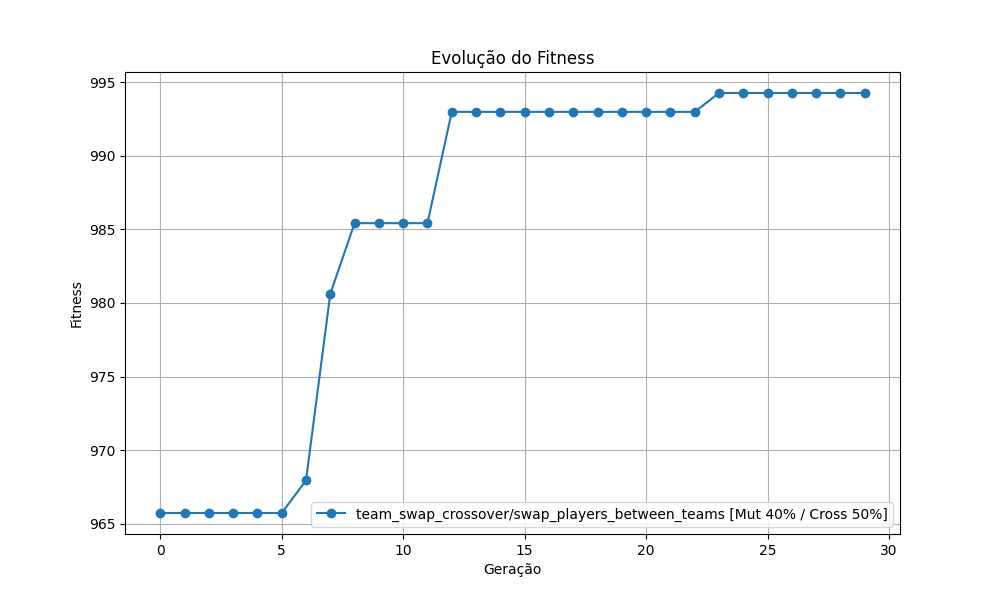 Evolução do Fitness
995
990
985
980
975
970
965
Fitness
team_swap_crossover/swap_players_between_teams [Mut 40% / Cross 50%]
0 5 10 15 20 25 30
Geração